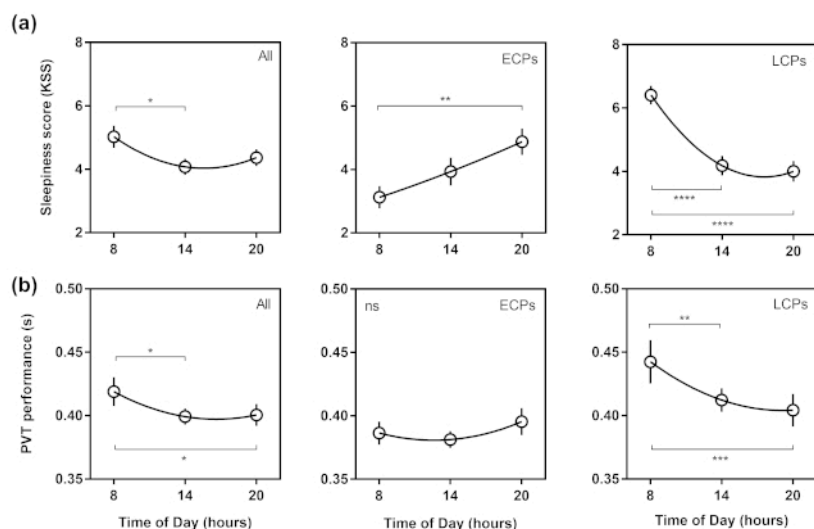 (a)
Sleepiness score (KSS)
8
6
4
2
All
*
8 14 20
8
6
4
2
ECPs
**
8 14 20
8
6
4
2
LCPs
****
****
8 14 20
(b)
PVT performance (s)
0.50
0.45
0.40
0.35
All
*
*
8 14 20
Time of Day (hours)
0.50
0.45
0.40
0.35
ns
ECPs
8 14 20
Time of Day (hours)
0.50
0.45
0.40
0.35
LCPs
**
***
8 14 20
Time of Day (hours)